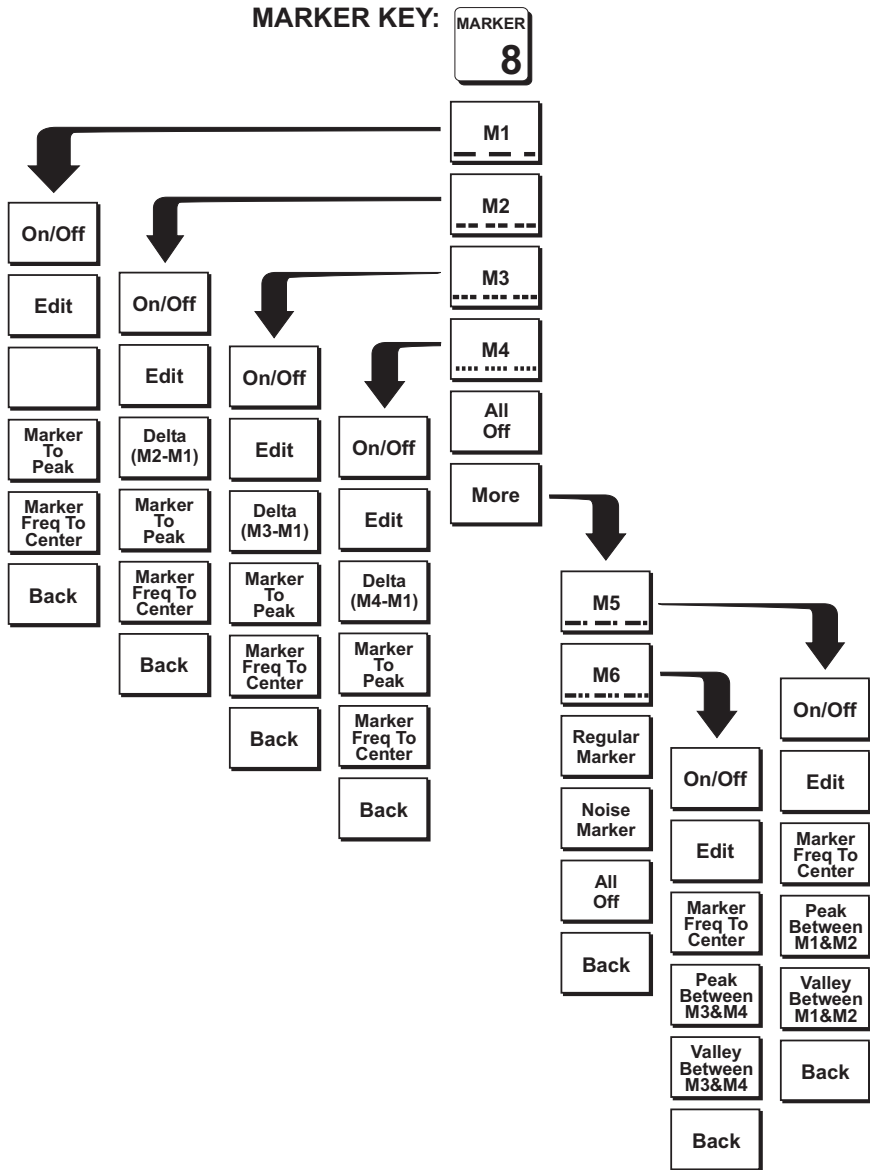 MARKER KEY:
MARKER
8
M1
M2
M3
M4
All
Off
More
On/Off
Edit
Marker
To
Peak
Marker
Freq To
Center
Back
On/Off
Edit
Delta
(M2-M1)
Marker
To
Peak
Marker
Freq To
Center
Back
On/Off
Edit
Delta
(M3-M1)
Marker
To
Peak
Marker
Freq To
Center
Back
On/Off
Edit
Delta
(M4-M1)
Marker
To
Peak
Marker
Freq To
Center
Back
M5
M6
Regular
Marker
Noise
Marker
All
Off
Back
On/Off
Edit
Marker
Freq To
Center
Peak
Between
M3&M4
Valley
Between
M3&M4
Back
On/Off
Edit
Marker
Freq To
Center
Peak
Between
M1&M2
Valley
Between
M1&M2
Back